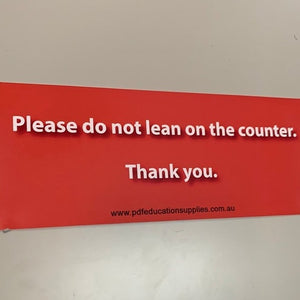 Please do not lean on the counter.
Thank you.
www.pdfeducationsupplies.com.au